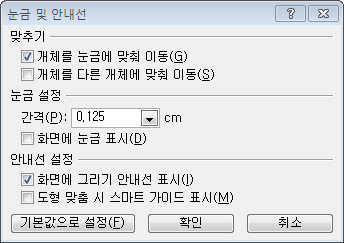 눈금 및 안내선
맞추기
개체를 눈금에 맞춰 이동(G)
개체를 다른 개체에 맞춰 이동(S)
눈금 설정
간격(P): 0,125 cm
화면에 눈금 표시(D)
안내선 설정
화면에 그리기 안내선 표시(I)
도형 맞춤 시 스마트 가이드 표시(M)
기본값으로 설정(F) 확인 취소